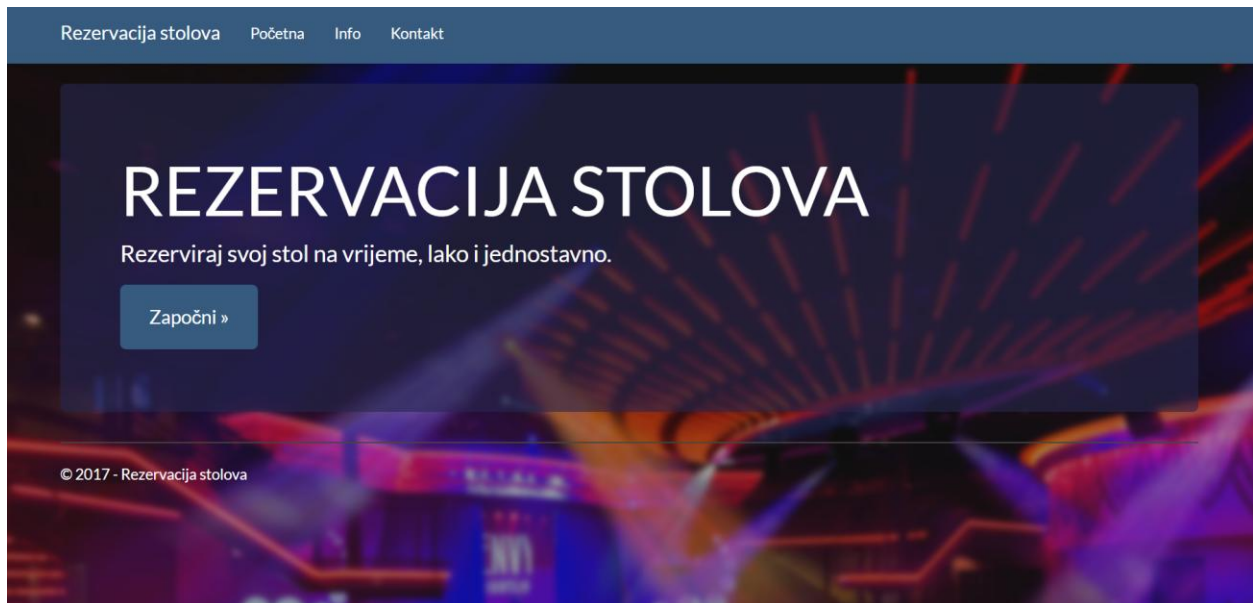 Rezervacija stolova Početna Info Kontakt
REZERVACIJA STOLOVA
Rezerviraj svoj stol na vrijeme, lako i jednostavno.
Započni »
© 2017 - Rezervacija stolova